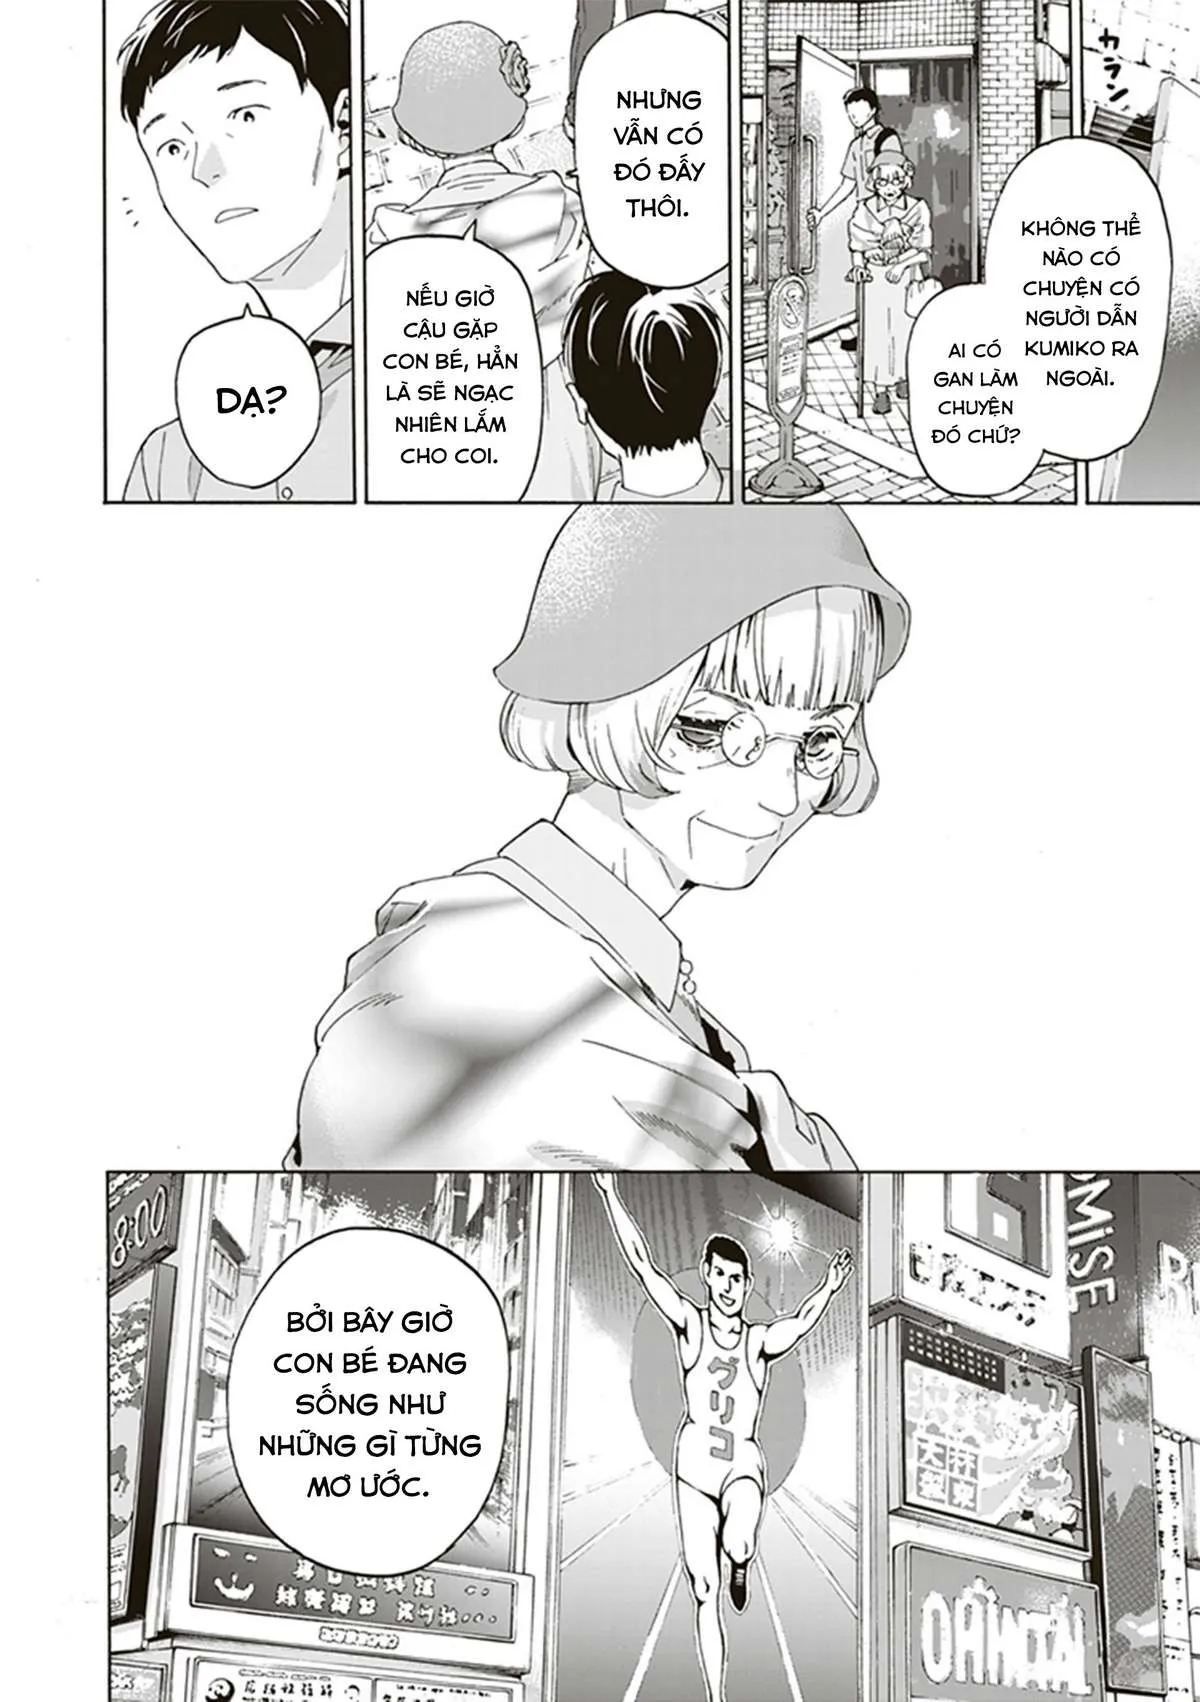 カラン
KHÔNG THỂ
NÀO CÓ
CHUYỆN CÓ
NGƯỜI DẪN
KUMIKO RA
NGOÀI.
AI CÓ
GAN LÀM
CHUYỆN
ĐÓ CHỨ?
NHƯNG
VẪN CÓ
ĐÓ ĐẤY
THÔI.
NẾU GIỜ
CẬU GẶP
CON BÉ, HẲN
LÀ SẼ NGẠC
NHIÊN LẮM
CHO COI.
DẠ?
8:00
BỞI BÂY GIỜ
CON BÉ ĐANG
SỐNG NHƯ
NHỮNG GÌ TỪNG
MƠ ƯỚC.
グリコ
OMiSE
R